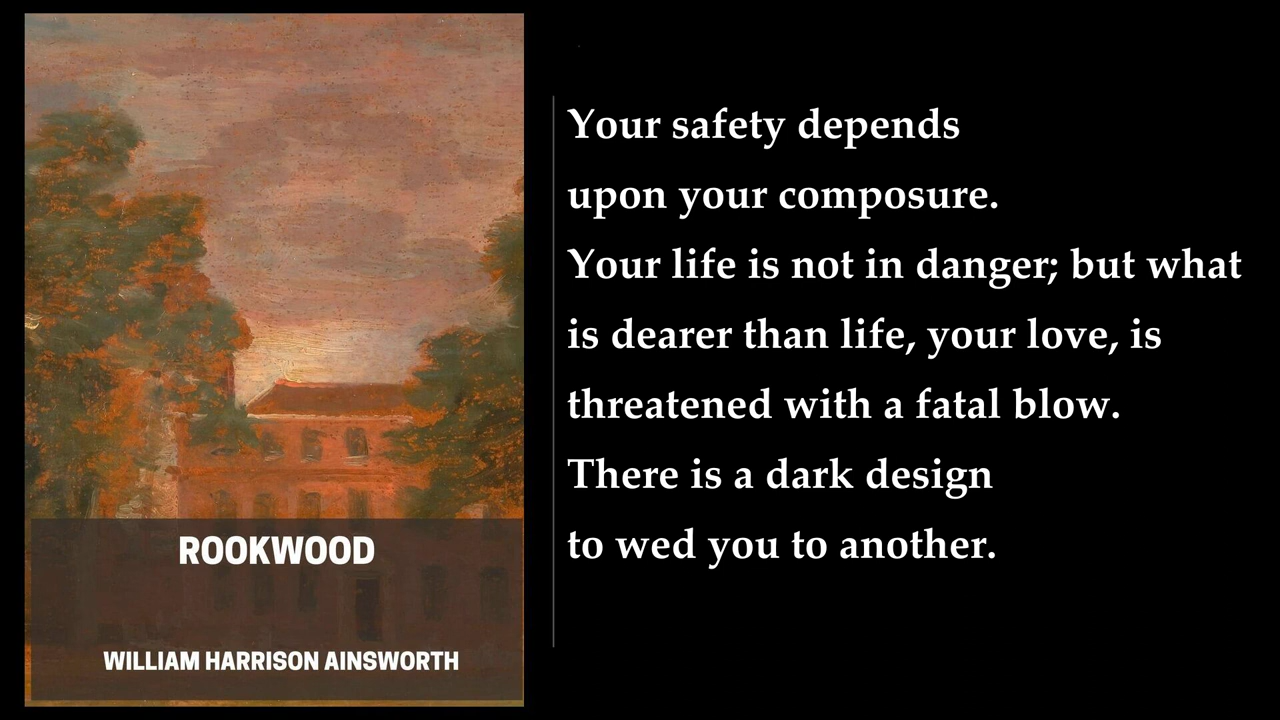 ROOKWOOD
WILLIAM HARRISON AINSWORTH
Your safety depends
upon your composure.
Your life is not in danger; but what
is dearer than life, your love, is
threatened with a fatal blow.
There is a dark design
to wed you to another.